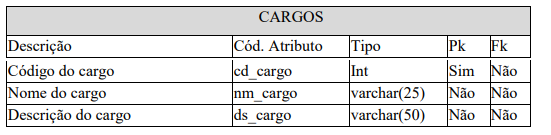 CARGOS
Descrição Cód. Atributo Tipo Pk Fk
Código do cargo cd_cargo Int Sim Não
Nome do cargo nm_cargo varchar(25) Não Não
Descrição do cargo ds_cargo varchar(50) Não Não